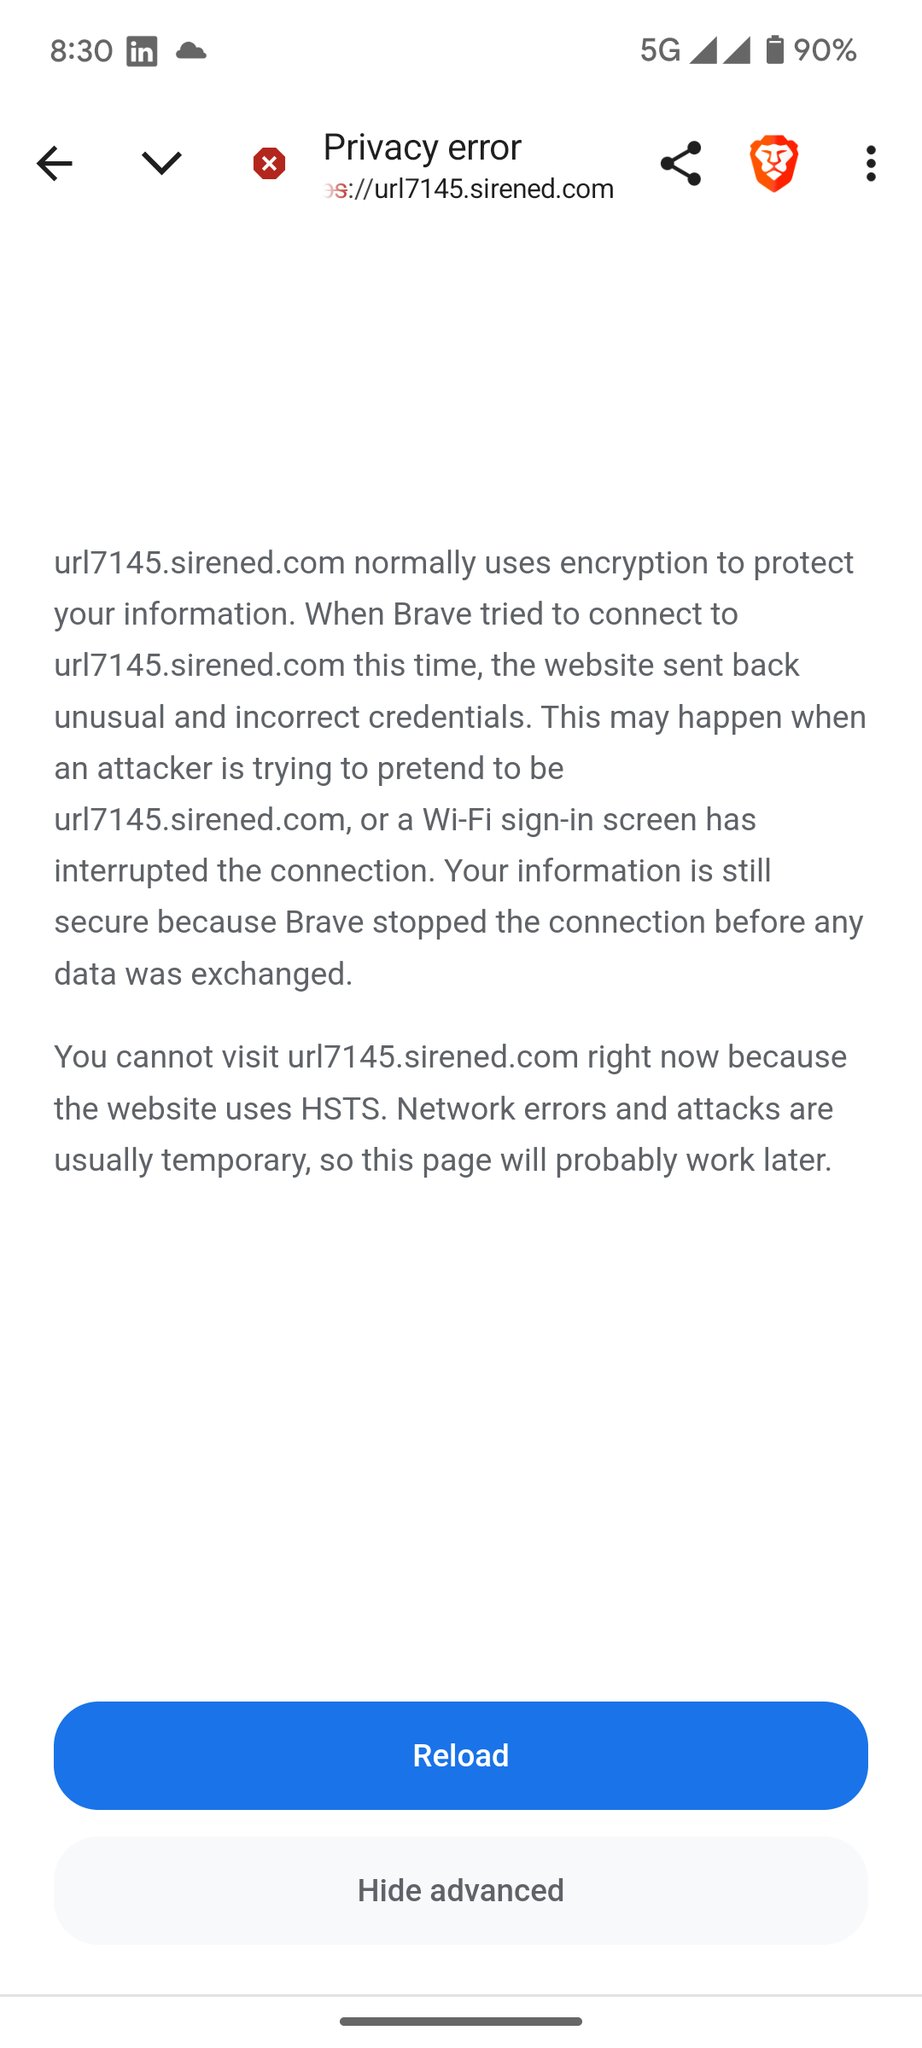 8:30 in 5G 90%
Privacy error
s://url7145.sirened.com
url7145.sirened.com normally uses encryption to protect
your information. When Brave tried to connect to
url7145.sirened.com this time, the website sent back
unusual and incorrect credentials. This may happen when
an attacker is trying to pretend to be
url7145.sirened.com, or a Wi-Fi sign-in screen has
interrupted the connection. Your information is still
secure because Brave stopped the connection before any
data was exchanged.
You cannot visit url7145.sirened.com right now because
the website uses HSTS. Network errors and attacks are
usually temporary, so this page will probably work later.
Reload
Hide advanced